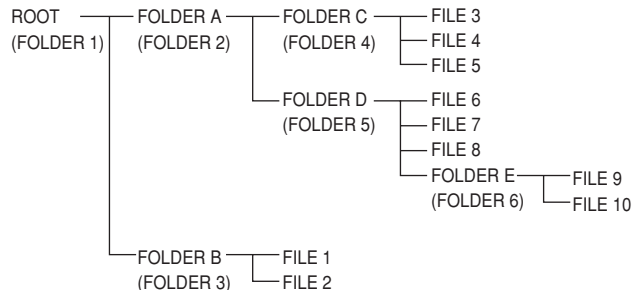 ROOT FOLDER A FOLDER C FILE 3
(FOLDER 1) (FOLDER 2) (FOLDER 4) FILE 4
FILE 5
FOLDER D FILE 6
(FOLDER 5) FILE 7
FILE 8
FOLDER E FILE 9
(FOLDER 6) FILE 10
FOLDER B FILE 1
(FOLDER 3) FILE 2